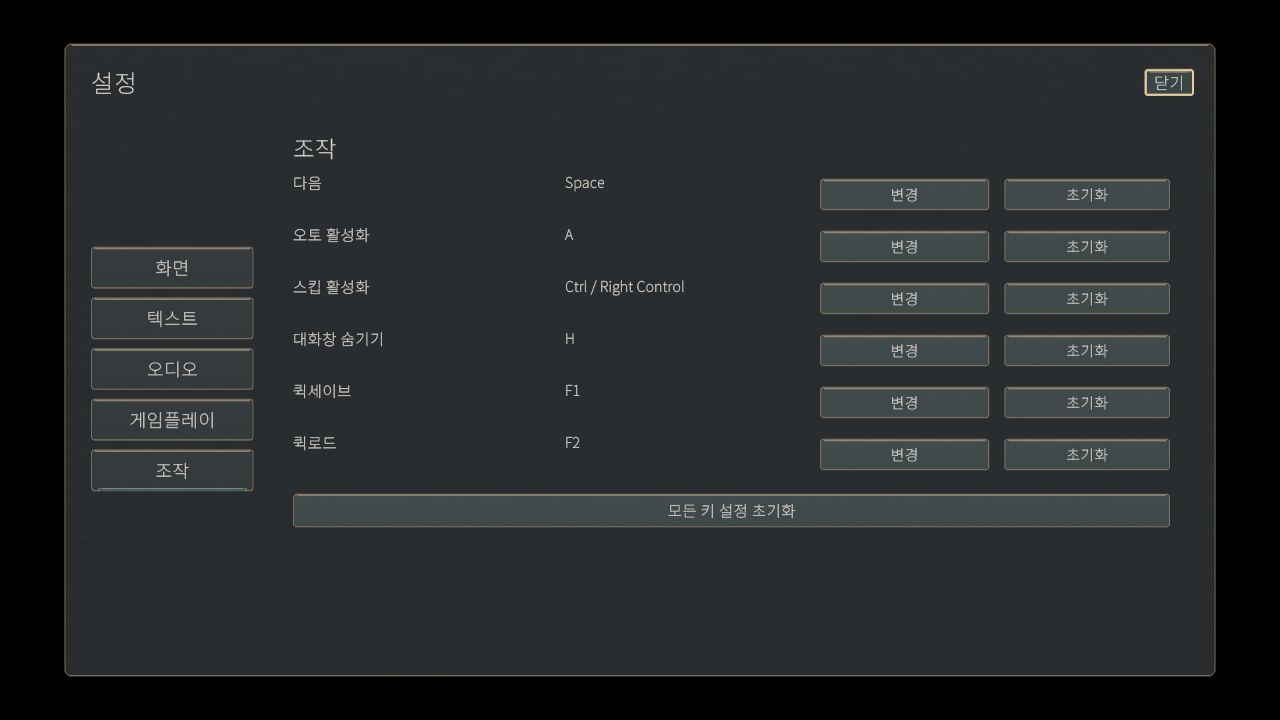 설정
닫기
화면
텍스트
오디오
게임플레이
조작
조작
다음 Space 변경 초기화
오토 활성화 A 변경 초기화
스킵 활성화 Ctrl / Right Control 변경 초기화
대화창 숨기기 H 변경 초기화
퀵세이브 F1 변경 초기화
퀵로드 F2 변경 초기화
모든 키 설정 초기화